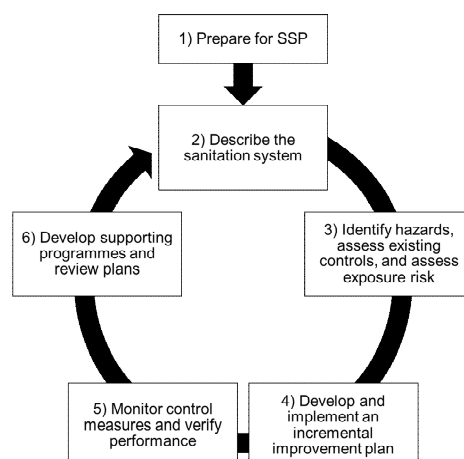 1) Prepare for SSP
2) Describe the
sanitation system
3) Identify hazards,
assess existing
controls, and assess
exposure risk
4) Develop and
implement an
incremental
improvement plan
5) Monitor control
measures and verify
performance
6) Develop supporting
programmes and
review plans